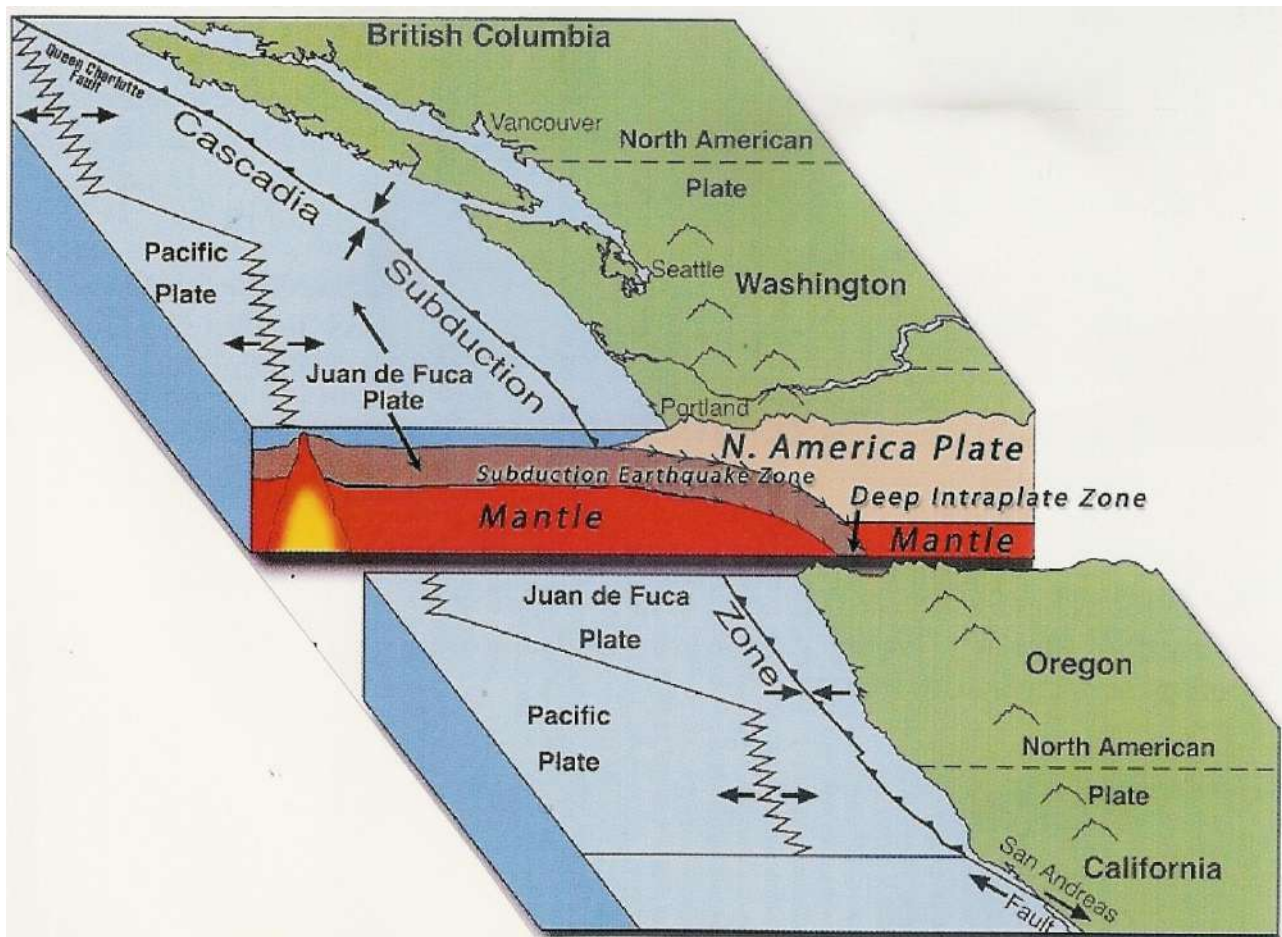 British Columbia
Queen Charlotte
Fault
Vancouver
North American
Plate
Cascadia
Subduction
Zone
Pacific
Plate
Seattle
Washington
Juan de Fuca
Plate
Portland
N. America Plate
Subduction Earthquake Zone
Deep Intraplate Zone
Mantle
Mantle
Juan de Fuca
Plate
Oregon
Pacific
Plate
North American
Plate
San Andreas
Fault
California